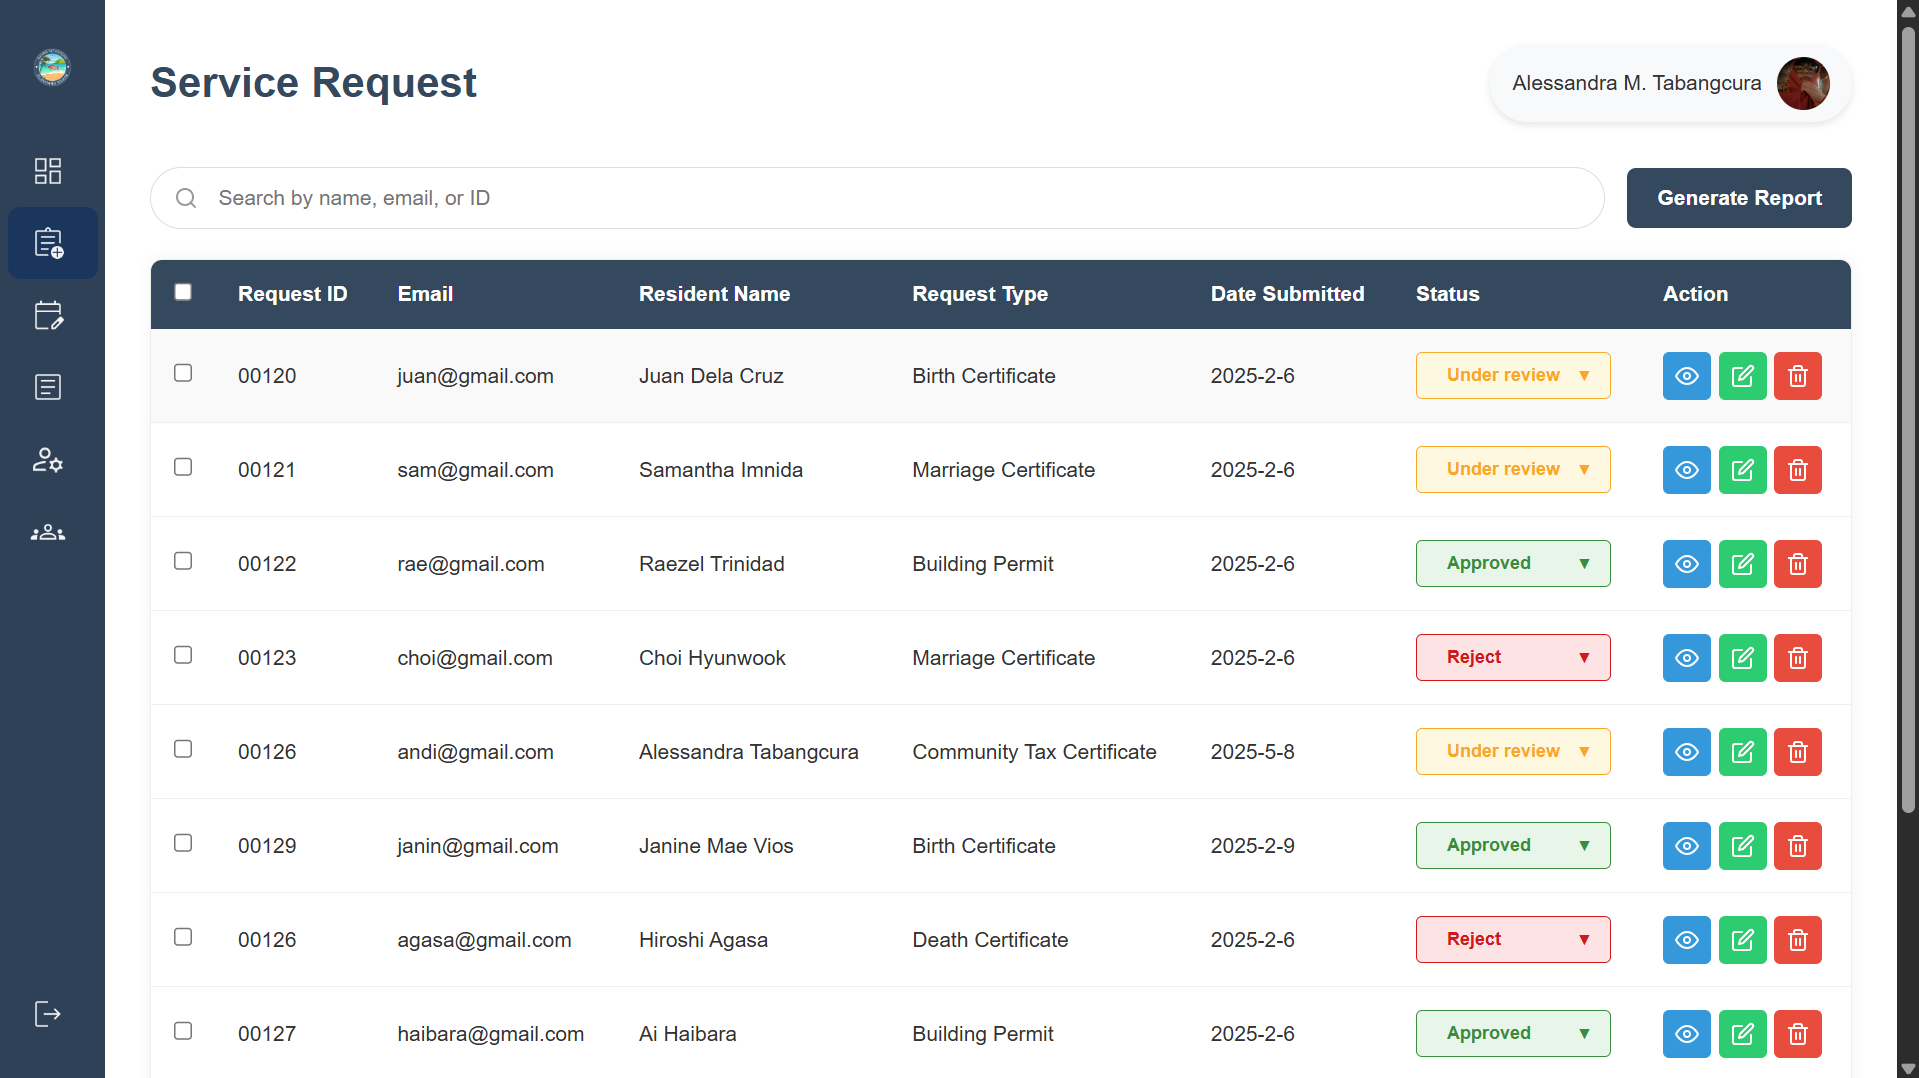 Service Request
Alessandra M. Tabangcura
Search by name, email, or ID
Generate Report
Request ID Email Resident Name Request Type Date Submitted Status Action
00120 juan@gmail.com Juan Dela Cruz Birth Certificate 2025-2-6 Under review ▼
00121 sam@gmail.com Samantha Imnida Marriage Certificate 2025-2-6 Under review ▼
00122 rae@gmail.com Raezel Trinidad Building Permit 2025-2-6 Approved ▼
00123 choi@gmail.com Choi Hyunwook Marriage Certificate 2025-2-6 Reject ▼
00126 andi@gmail.com Alessandra Tabangcura Community Tax Certificate 2025-5-8 Under review ▼
00129 janin@gmail.com Janine Mae Vios Birth Certificate 2025-2-9 Approved ▼
00126 agasa@gmail.com Hiroshi Agasa Death Certificate 2025-2-6 Reject ▼
00127 haibara@gmail.com Ai Haibara Building Permit 2025-2-6 Approved ▼